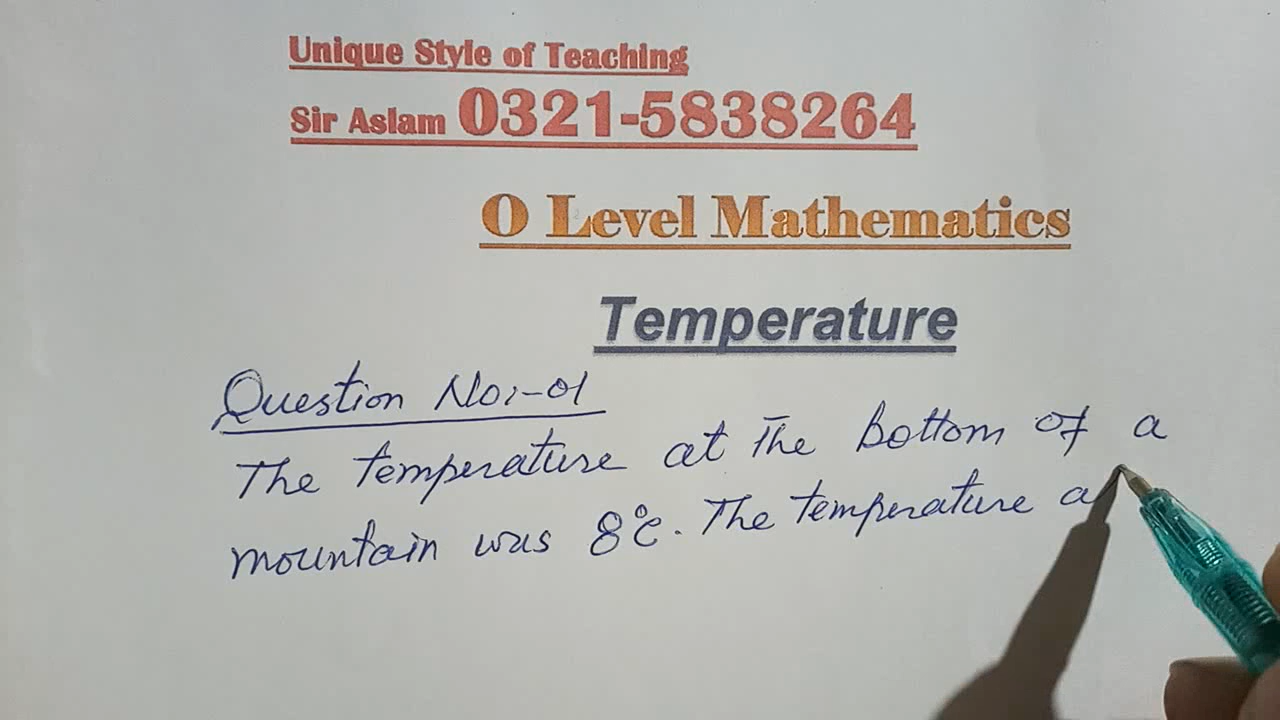 Unique Style of Teaching
Sir Aslam 0321-5838264
O Level Mathematics
Temperature
Question No:-01
The temperature at The bottom of a
mountain was 8°c. The temperature a